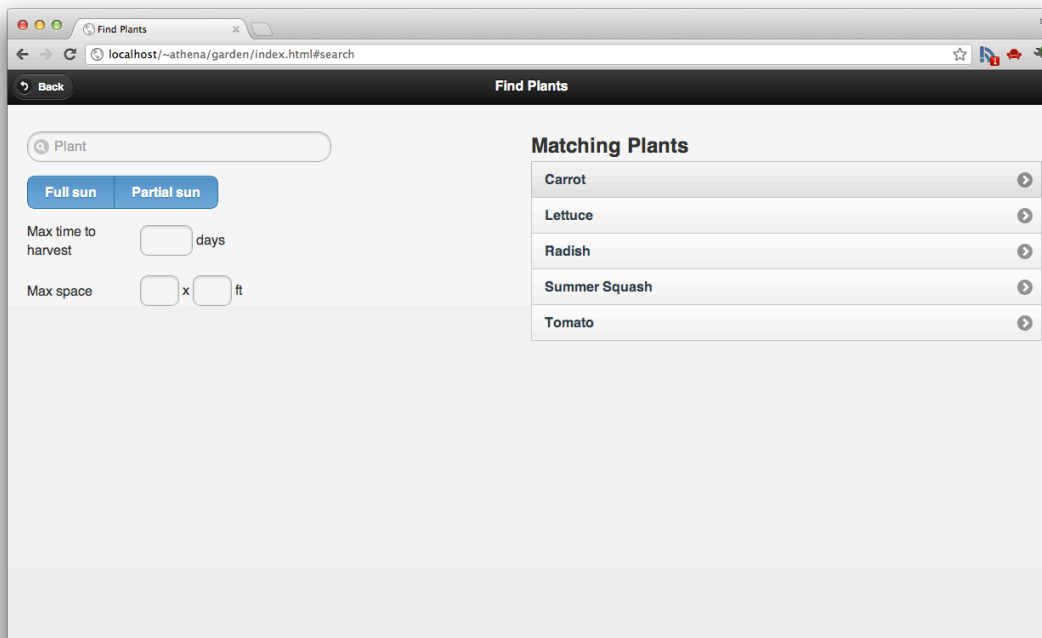 Find Plants
localhost/~athena/garden/index.html#search
1
Back
Find Plants
Plant
Full sun
Partial sun
Max time to
harvest
days
Max space
x
ft
Matching Plants
Carrot
Lettuce
Radish
Summer Squash
Tomato